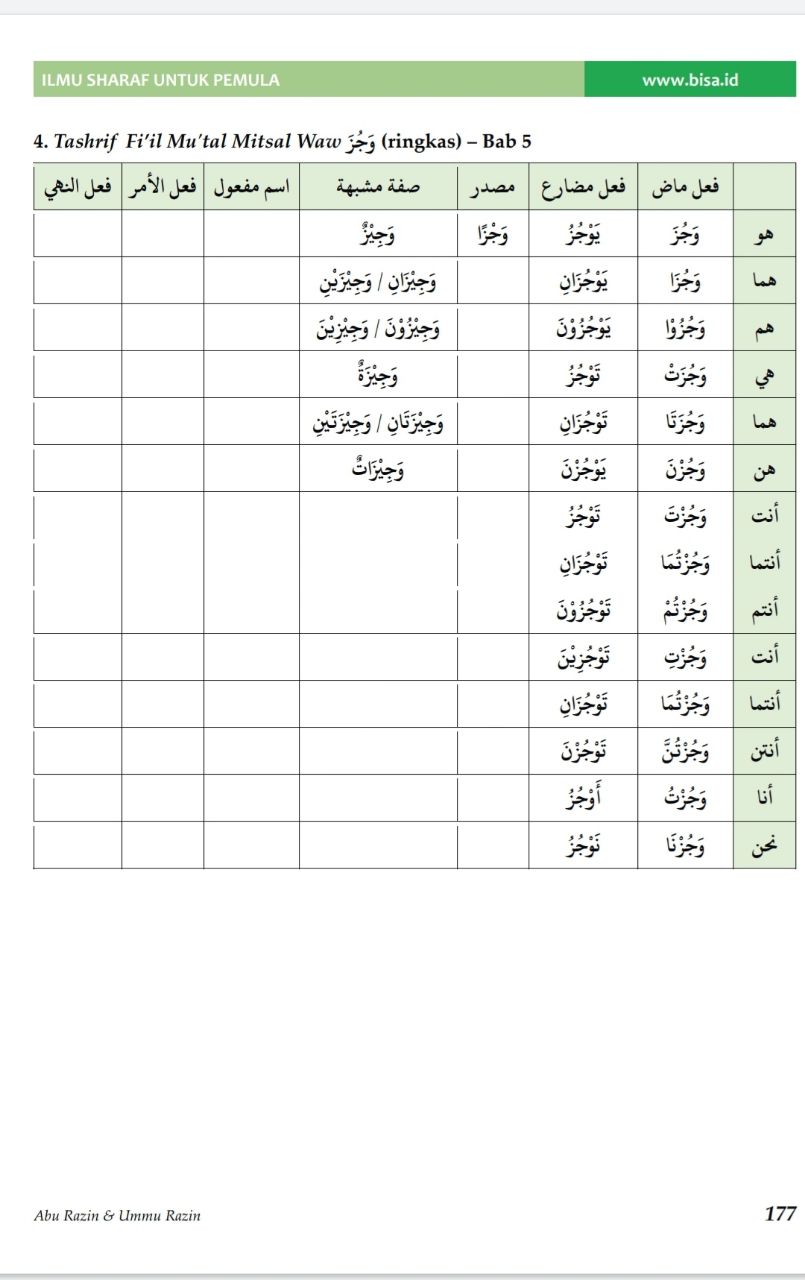 ILMU SHARAF UNTUK PEMULA www.bisa.id
4. Tashrif Fi'il Mu'tal Mitsal Waw وَجُزَ (ringkas) – Bab 5
فعل ماض فعل مضارع مصدر صفة مشبهة اسم مفعول فعل الأمر فعل النهي
هو وَجُزَ يَوْجُزُ وَجْزًا وَجِيْزٌ
هما وَجُزَا يَوْجُزَانِ وَجِيْزَانِ / وَجِيْزَيْنِ
هم وَجُزُوْا يَوْجُزُوْنَ وَجِيْزُوْنَ / وَجِيْزِيْنَ
هي وَجُزَتْ تَوْجُزُ وَجِيْزَةٌ
هما وَجُزَتَا تَوْجُزَانِ وَجِيْزَتَانِ / وَجِيْزَتَيْنِ
هن وَجُزْنَ يَوْجُزْنَ وَجِيْزَاتٌ
أنت وَجُزْتَ تَوْجُزُ
أنتما وَجُزْتُمَا تَوْجُزَانِ
أنتم وَجُزْتُمْ تَوْجُزُوْنَ
أنت وَجُزْتِ تَوْجُزِيْنَ
أنتما وَجُزْتُمَا تَوْجُزَانِ
أنتن وَجُزْتُنَّ تَوْجُزْنَ
أنا وَجُزْتُ أَوْجُزُ
نحن وَجُزْنَا نَوْجُزُ
Abu Razin & Ummu Razin 177